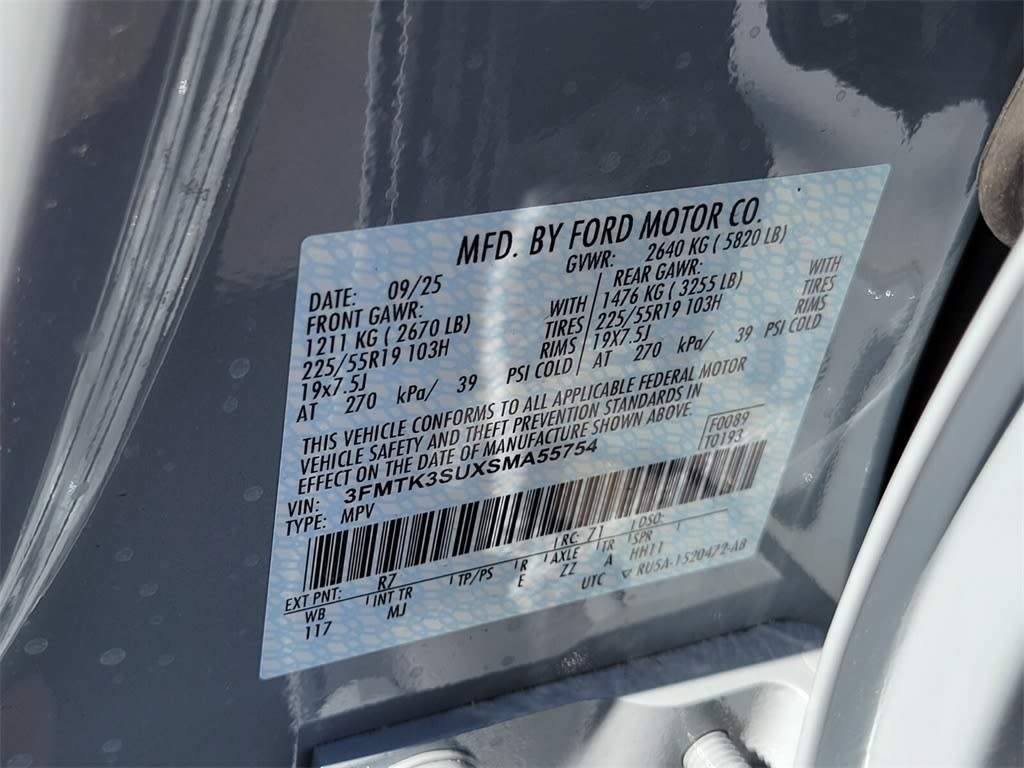 MFD. BY FORD MOTOR CO.
DATE: 09/25 GVWR: 2640 KG ( 5820 LB)
FRONT GAWR: WITH REAR GAWR: WITH
1211 KG ( 2670 LB) TIRES 1476 KG ( 3255 LB) TIRES
225/55R19 103H RIMS 225/55R19 103H RIMS
19x7.5J 19x7.5J
AT 270 kPa/ 39 PSI COLD AT 270 kPa/ 39 PSI COLD
THIS VEHICLE CONFORMS TO ALL APPLICABLE FEDERAL MOTOR
VEHICLE SAFETY AND THEFT PREVENTION STANDARDS IN
EFFECT ON THE DATE OF MANUFACTURE SHOWN ABOVE.
F0089
T0193
VIN: 3FMTK3SUXSMA55754
TYPE: MPV
EXT PNT: RZ RC: Z1 DSO:
WB INT TR TP/PS R AXLE TR SPR
117 MJ E ZZ A HH11
UTC ▽ RU5A-1520472-AB